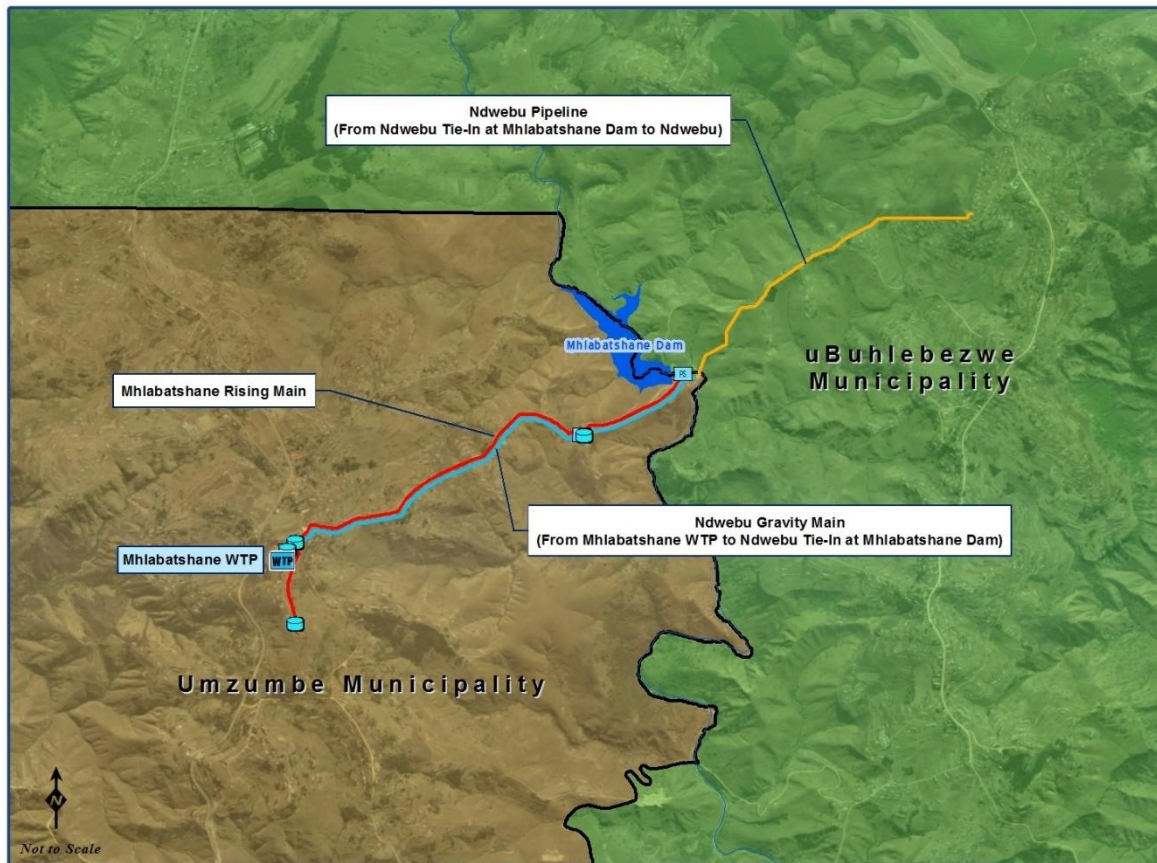 Ndwebu Pipeline
(From Ndwebu Tie-In at Mhlabatshane Dam to Ndwebu)
Mhlabatshane Dam
PS
uBuhlebezwe
Municipality
Mhlabatshane Rising Main
Ndwebu Gravity Main
(From Mhlabatshane WTP to Ndwebu Tie-In at Mhlabatshane Dam)
Mhlabatshane WTP
WTP
Umzumbe Municipality
N
Not to Scale